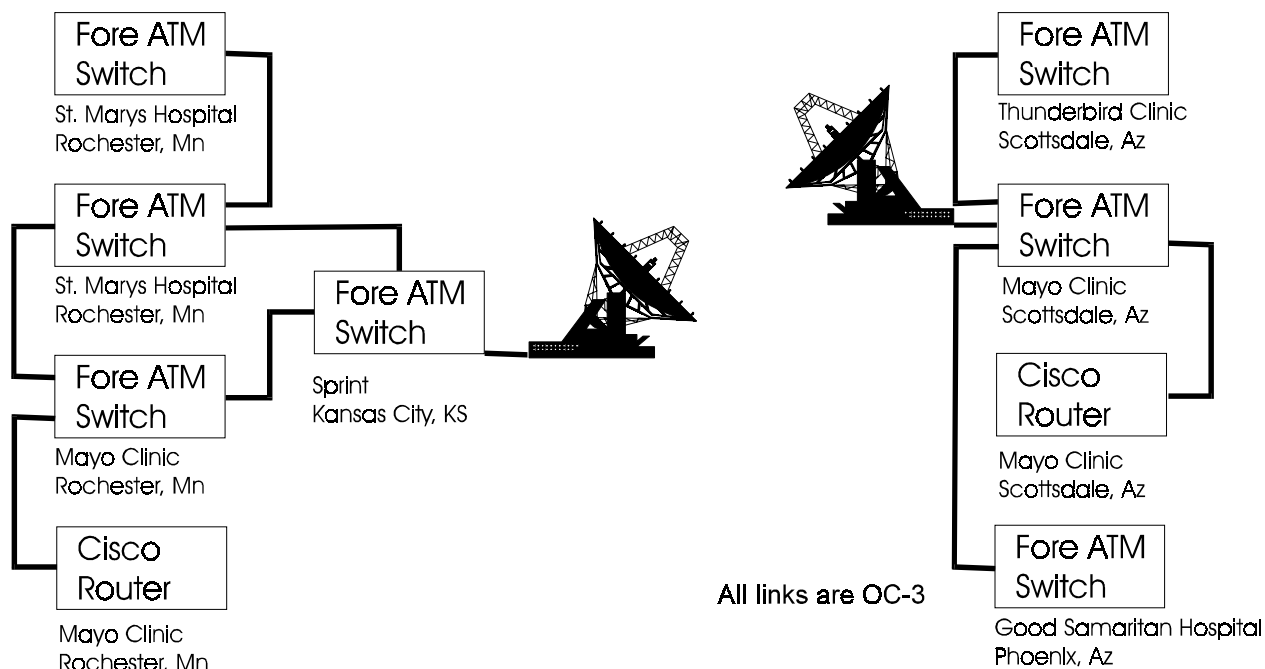 Fore ATM
Switch
St. Marys Hospital
Rochester, Mn
Fore ATM
Switch
St. Marys Hospital
Rochester, Mn
Fore ATM
Switch
Mayo Clinic
Rochester, Mn
Cisco
Router
Mayo Clinic
Rochester, Mn
Fore ATM
Switch
Sprint
Kansas City, KS
Fore ATM
Switch
Thunderbird Clinic
Scottsdale, Az
Fore ATM
Switch
Mayo Clinic
Scottsdale, Az
Cisco
Router
Mayo Clinic
Scottsdale, Az
Fore ATM
Switch
Good Samaritan Hospital
Phoenix, Az
All links are OC-3